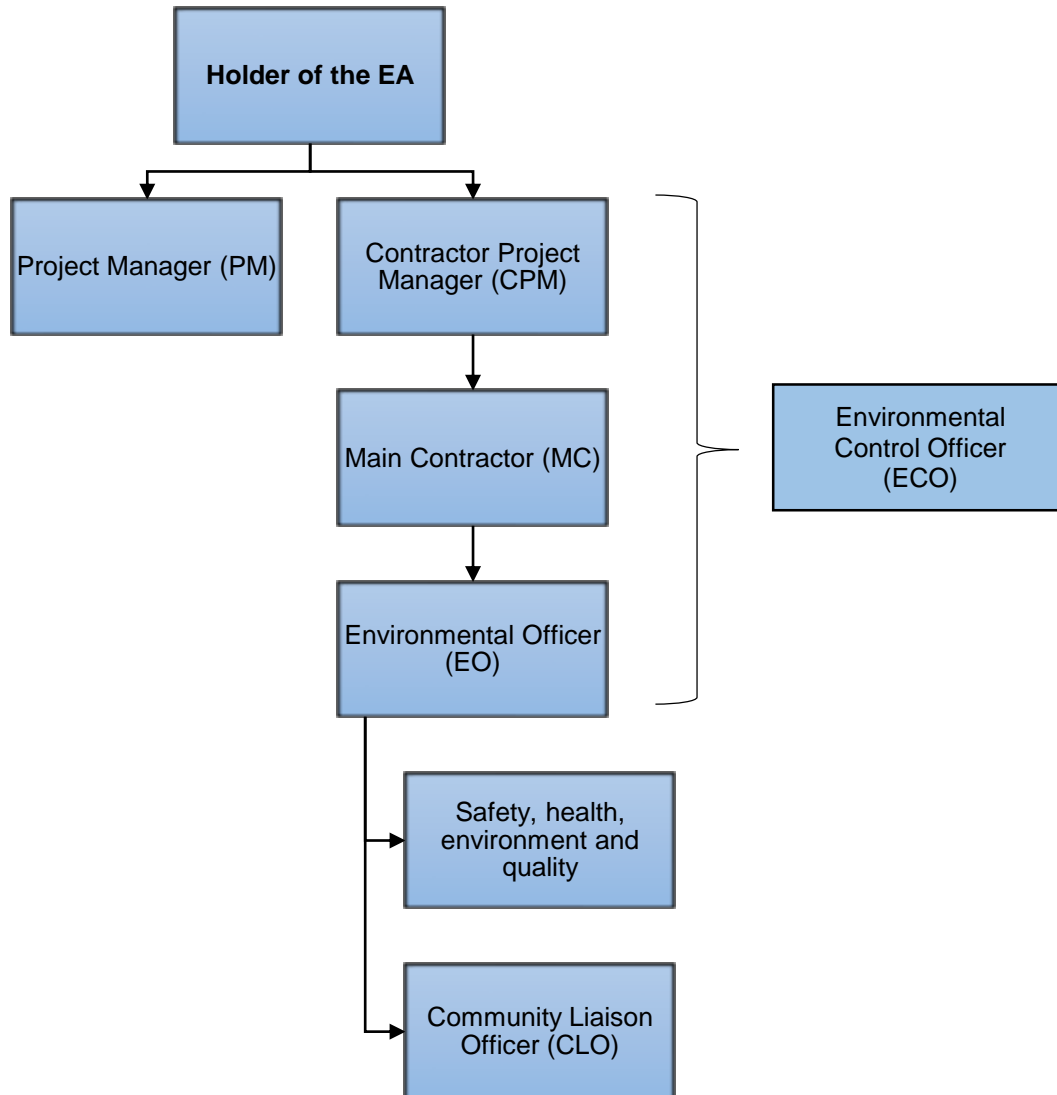 Holder of the EA
Project Manager (PM)
Contractor Project
Manager (CPM)
Main Contractor (MC)
Environmental
Control Officer
(ECO)
Environmental Officer
(EO)
Safety, health,
environment and
quality
Community Liaison
Officer (CLO)